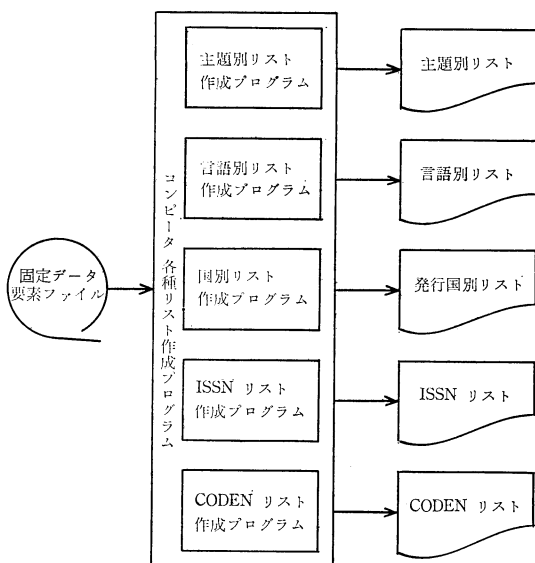 固定データ
要素ファイル
コンピータ 各種リスト作成プログラム
主題別リスト
作成プログラム
言語別リスト
作成プログラム
国別リスト
作成プログラム
ISSN リスト
作成プログラム
CODEN リスト
作成プログラム
主題別リスト
言語別リスト
発行国別リスト
ISSN リスト
CODEN リスト